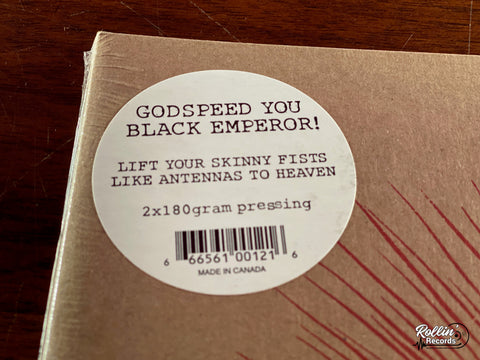 GODSPEED YOU
BLACK EMPEROR!
LIFT YOUR SKINNY FISTS
LIKE ANTENNAS TO HEAVEN
2x180gram pressing
6 66561 00121 6
MADE IN CANADA
Rollin'
Records